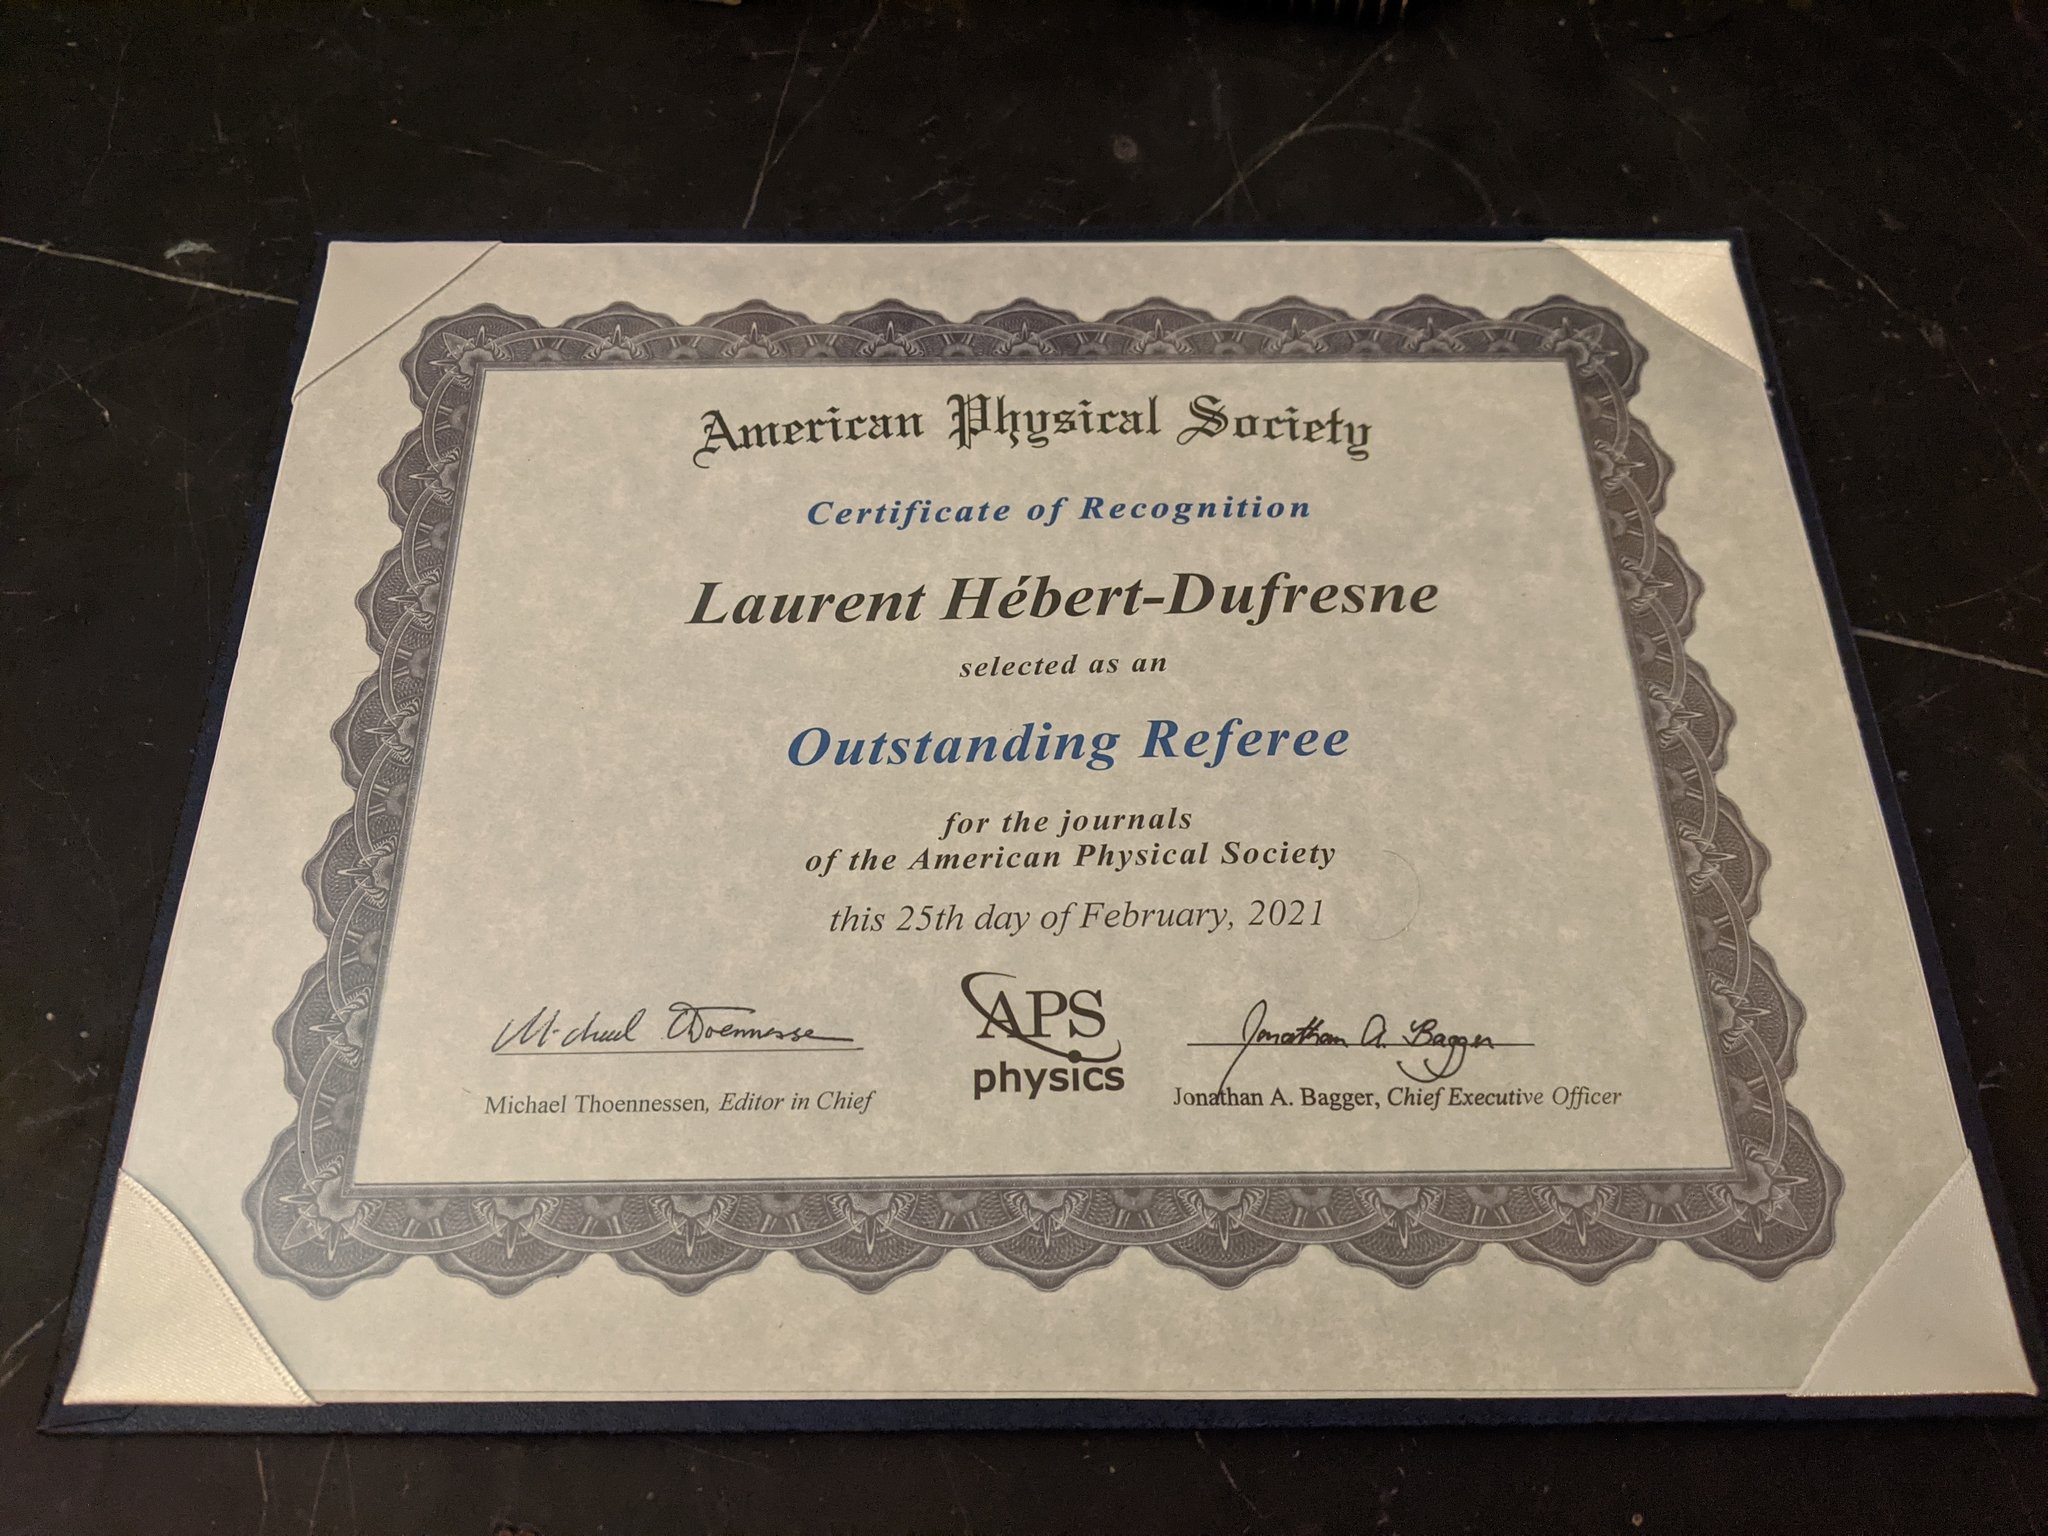 American Physical Society
Certificate of Recognition
Laurent Hébert-Dufresne
selected as an
Outstanding Referee
for the journals
of the American Physical Society
this 25th day of February, 2021
Michael Thoennessen
APS
physics
Jonathan A. Bagger
Michael Thoennessen, Editor in Chief
Jonathan A. Bagger, Chief Executive Officer